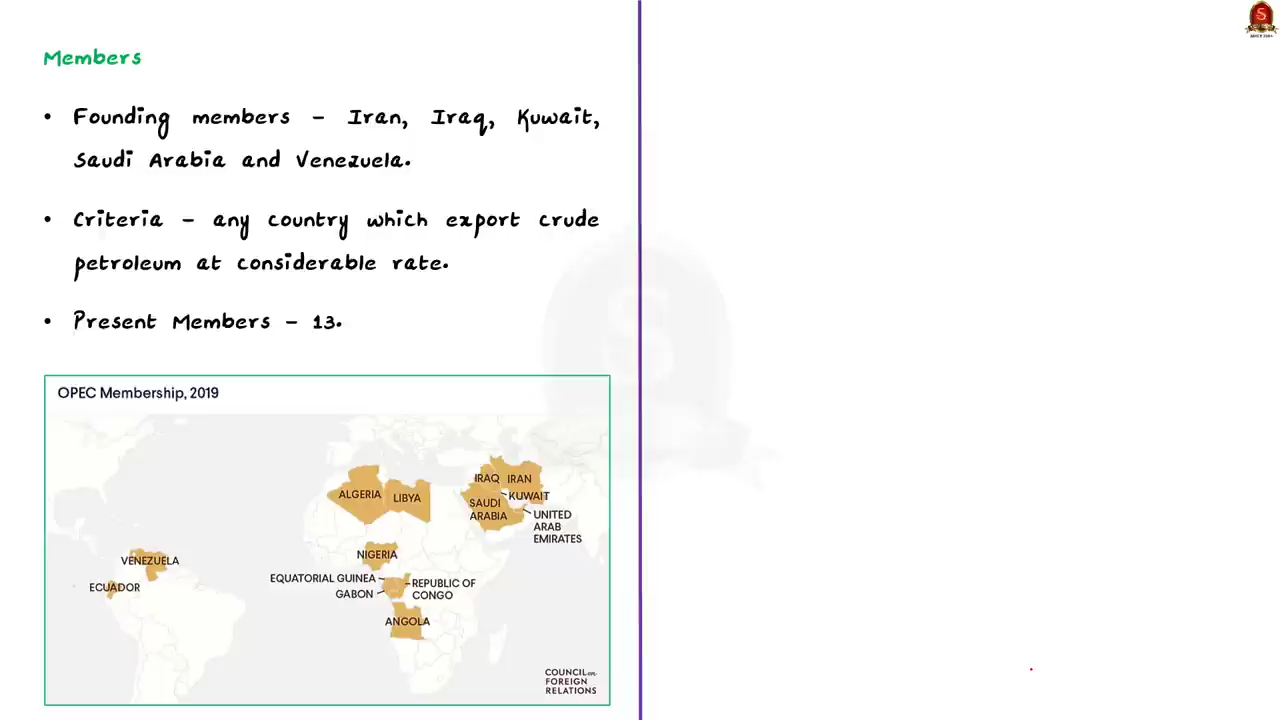 Members
• Founding members - Iran, Iraq, Kuwait,
Saudi Arabia and Venezuela.
• Criteria - any country which export crude
petroleum at considerable rate.
• Present Members - 13.
OPEC Membership, 2019
ALGERIA
LIBYA
IRAQ
IRAN
KUWAIT
SAUDI
ARABIA
UNITED
ARAB
EMIRATES
VENEZUELA
ECUADOR
NIGERIA
EQUATORIAL GUINEA
GABON
REPUBLIC OF
CONGO
ANGOLA
COUNCIL on
FOREIGN
RELATIONS
S